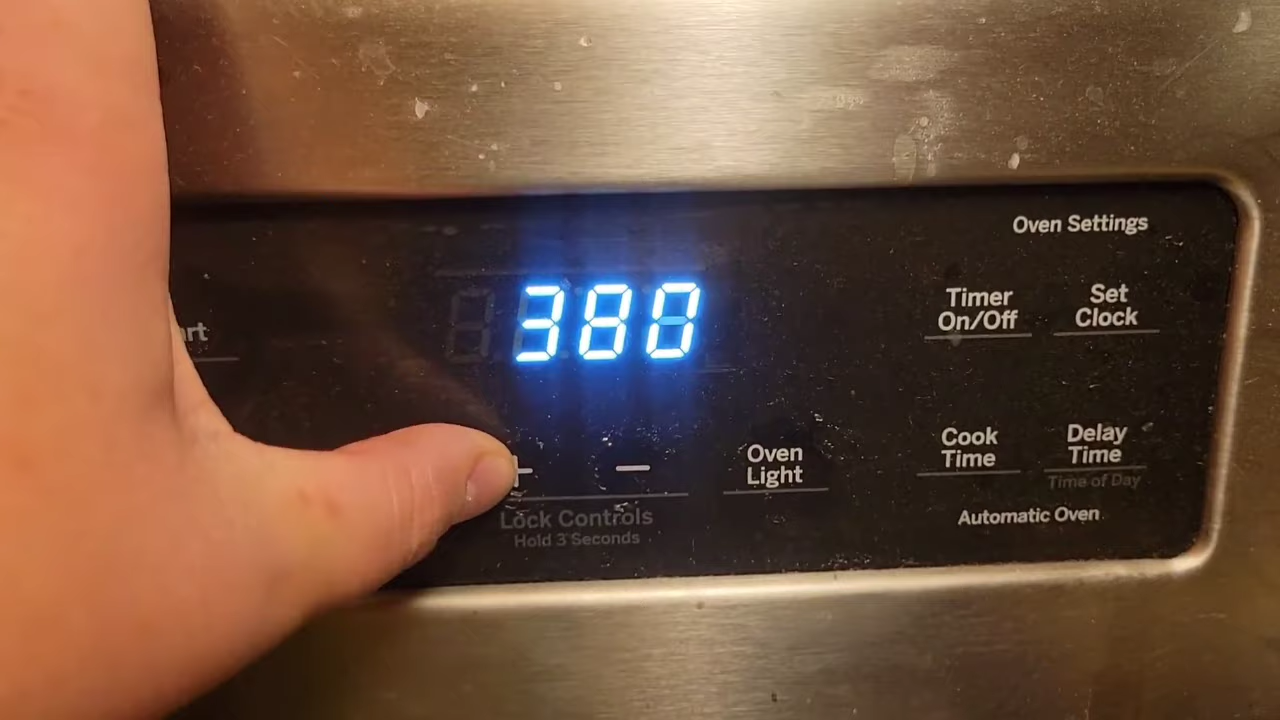 Oven Settings
380
Timer
On/Off
Set
Clock
+ −
Oven
Light
Cook
Time
Delay
Time
Time of Day
Lock Controls
Hold 3 Seconds
Automatic Oven